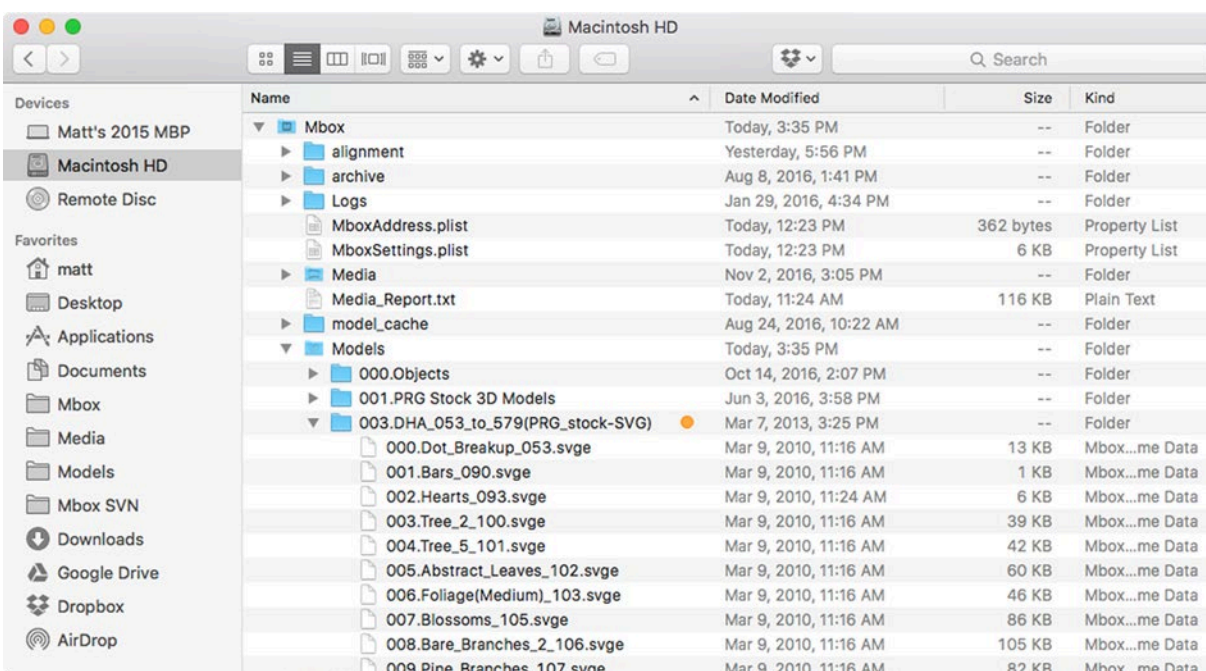 Macintosh HD
Search
Devices
Matt's 2015 MBP
Macintosh HD
Remote Disc
Favorites
matt
Desktop
Applications
Documents
Mbox
Media
Models
Mbox SVN
Downloads
Google Drive
Dropbox
AirDrop
Name Date Modified Size Kind
Mbox Today, 3:35 PM -- Folder
alignment Yesterday, 5:56 PM -- Folder
archive Aug 8, 2016, 1:41 PM -- Folder
Logs Jan 29, 2016, 4:34 PM -- Folder
MboxAddress.plist Today, 12:23 PM 362 bytes Property List
MboxSettings.plist Today, 12:23 PM 6 KB Property List
Media Nov 2, 2016, 3:05 PM -- Folder
Media_Report.txt Today, 11:24 AM 116 KB Plain Text
model_cache Aug 24, 2016, 10:22 AM -- Folder
Models Today, 3:35 PM -- Folder
000.Objects Oct 14, 2016, 2:07 PM -- Folder
001.PRG Stock 3D Models Jun 3, 2016, 3:58 PM -- Folder
003.DHA_053_to_579(PRG_stock-SVG) Mar 7, 2013, 3:25 PM -- Folder
000.Dot_Breakup_053.svge Mar 9, 2010, 11:16 AM 13 KB Mbox...me Data
001.Bars_090.svge Mar 9, 2010, 11:16 AM 1 KB Mbox...me Data
002.Hearts_093.svge Mar 9, 2010, 11:24 AM 6 KB Mbox...me Data
003.Tree_2_100.svge Mar 9, 2010, 11:16 AM 39 KB Mbox...me Data
004.Tree_5_101.svge Mar 9, 2010, 11:16 AM 42 KB Mbox...me Data
005.Abstract_Leaves_102.svge Mar 9, 2010, 11:16 AM 60 KB Mbox...me Data
006.Foliage(Medium)_103.svge Mar 9, 2010, 11:16 AM 46 KB Mbox...me Data
007.Blossoms_105.svge Mar 9, 2010, 11:16 AM 86 KB Mbox...me Data
008.Bare_Branches_2_106.svge Mar 9, 2010, 11:16 AM 105 KB Mbox...me Data
009.Pine_Branches_107.svge Mar 9, 2010, 11:16 AM 82 KB Mbox...me Data